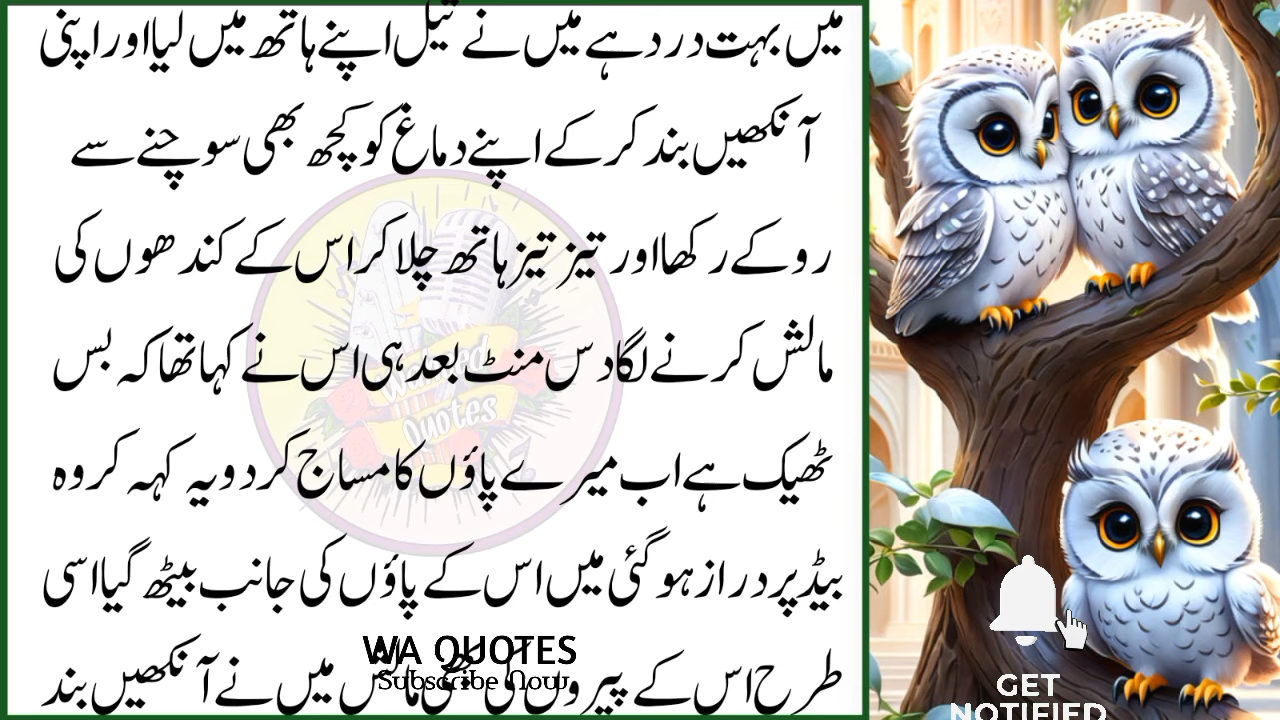 میں بہت درد ہے میں نے تیل اپنے ہاتھ میں لیا اور اپنی
آنکھیں بند کر کے اپنے دماغ کو کچھ بھی سوچنے سے
روکے رکھا اور تیز تیز ہاتھ چلا کر اس کے کندھوں کی
مالش کرنے لگا دس منٹ بعد ہی اس نے کہا تھا کہ بس
ٹھیک ہے اب میرے پاؤں کا مساج کر دو یہ کہہ کر وہ
بیڈ پر دراز ہو گئی میں اس کے پاؤں کی جانب بیٹھ گیا اسی
طرح اس کے پیروں کی بھی مالش میں نے آنکھیں بند
WA QUOTES
Subscribe Now
Quotes
GET
NOTIFIED